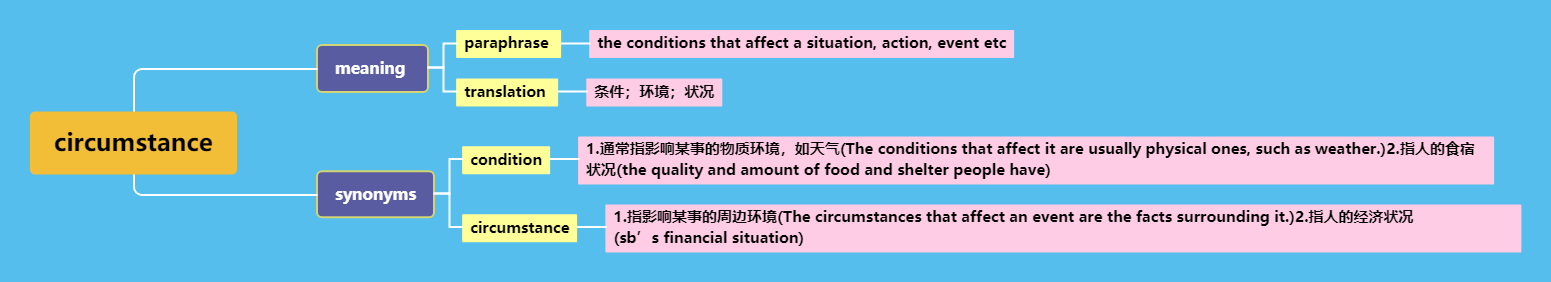 circumstance
meaning
paraphrase
the conditions that affect a situation, action, event etc
translation
条件；环境；状况
synonyms
condition
1.通常指影响某事的物质环境，如天气(The conditions that affect it are usually physical ones, such as weather.)2.指人的食宿
状况(the quality and amount of food and shelter people have)
circumstance
1.指影响某事的周边环境(The circumstances that affect an event are the facts surrounding it.)2.指人的经济状况
(sb’s financial situation)